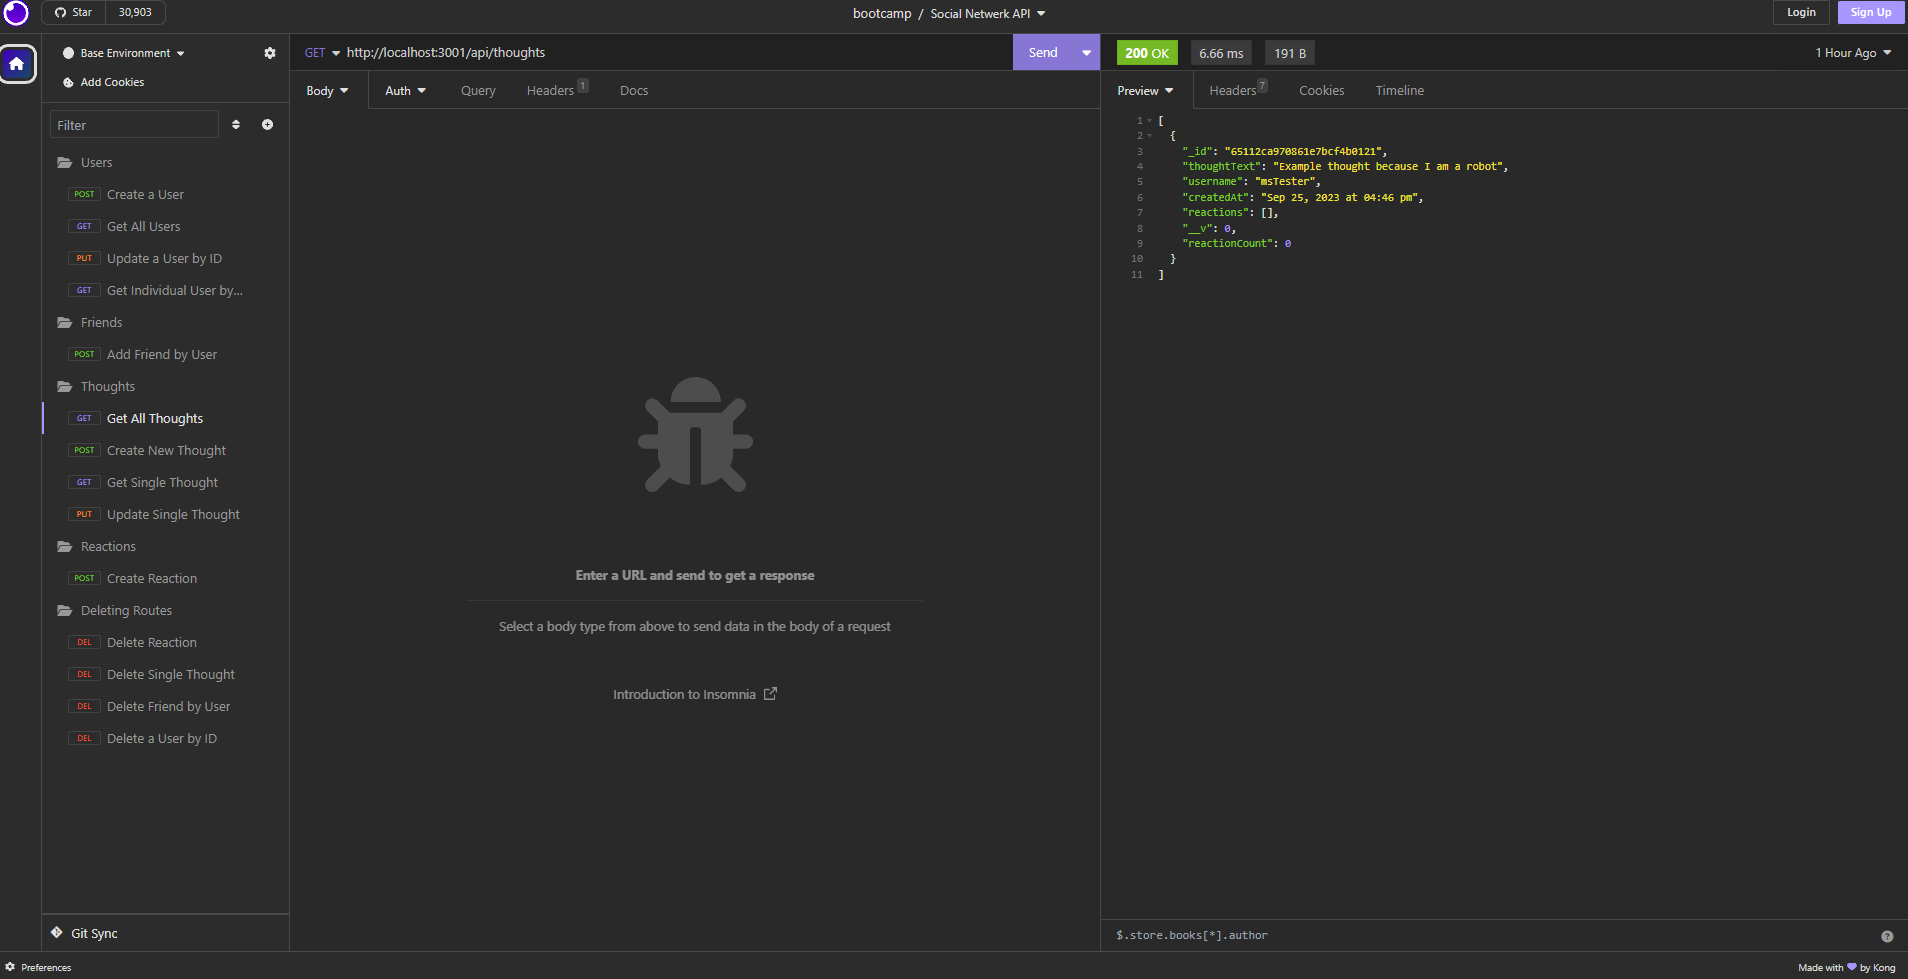 Star 30,903
bootcamp / Social Netwerk API
Login Sign Up
Base Environment
Add Cookies
Filter
Users
POST Create a User
GET Get All Users
PUT Update a User by ID
GET Get Individual User by...
Friends
POST Add Friend by User
Thoughts
GET Get All Thoughts
POST Create New Thought
GET Get Single Thought
PUT Update Single Thought
Reactions
POST Create Reaction
Deleting Routes
DEL Delete Reaction
DEL Delete Single Thought
DEL Delete Friend by User
DEL Delete a User by ID
Git Sync
Preferences
GET http://localhost:3001/api/thoughts Send
Body Auth Query Headers 1 Docs
Enter a URL and send to get a response
Select a body type from above to send data in the body of a request
Introduction to Insomnia
200 OK 6.66 ms 191 B 1 Hour Ago
Preview Headers 7 Cookies Timeline
1 [
2 {
3 "_id": "65112ca970861e7bcf4b0121",
4 "thoughtText": "Example thought because I am a robot",
5 "username": "msTester",
6 "createdAt": "Sep 25, 2023 at 04:46 pm",
7 "reactions": [],
8 "__v": 0,
9 "reactionCount": 0
10 }
11 ]
$.store.books[*].author
Made with by Kong